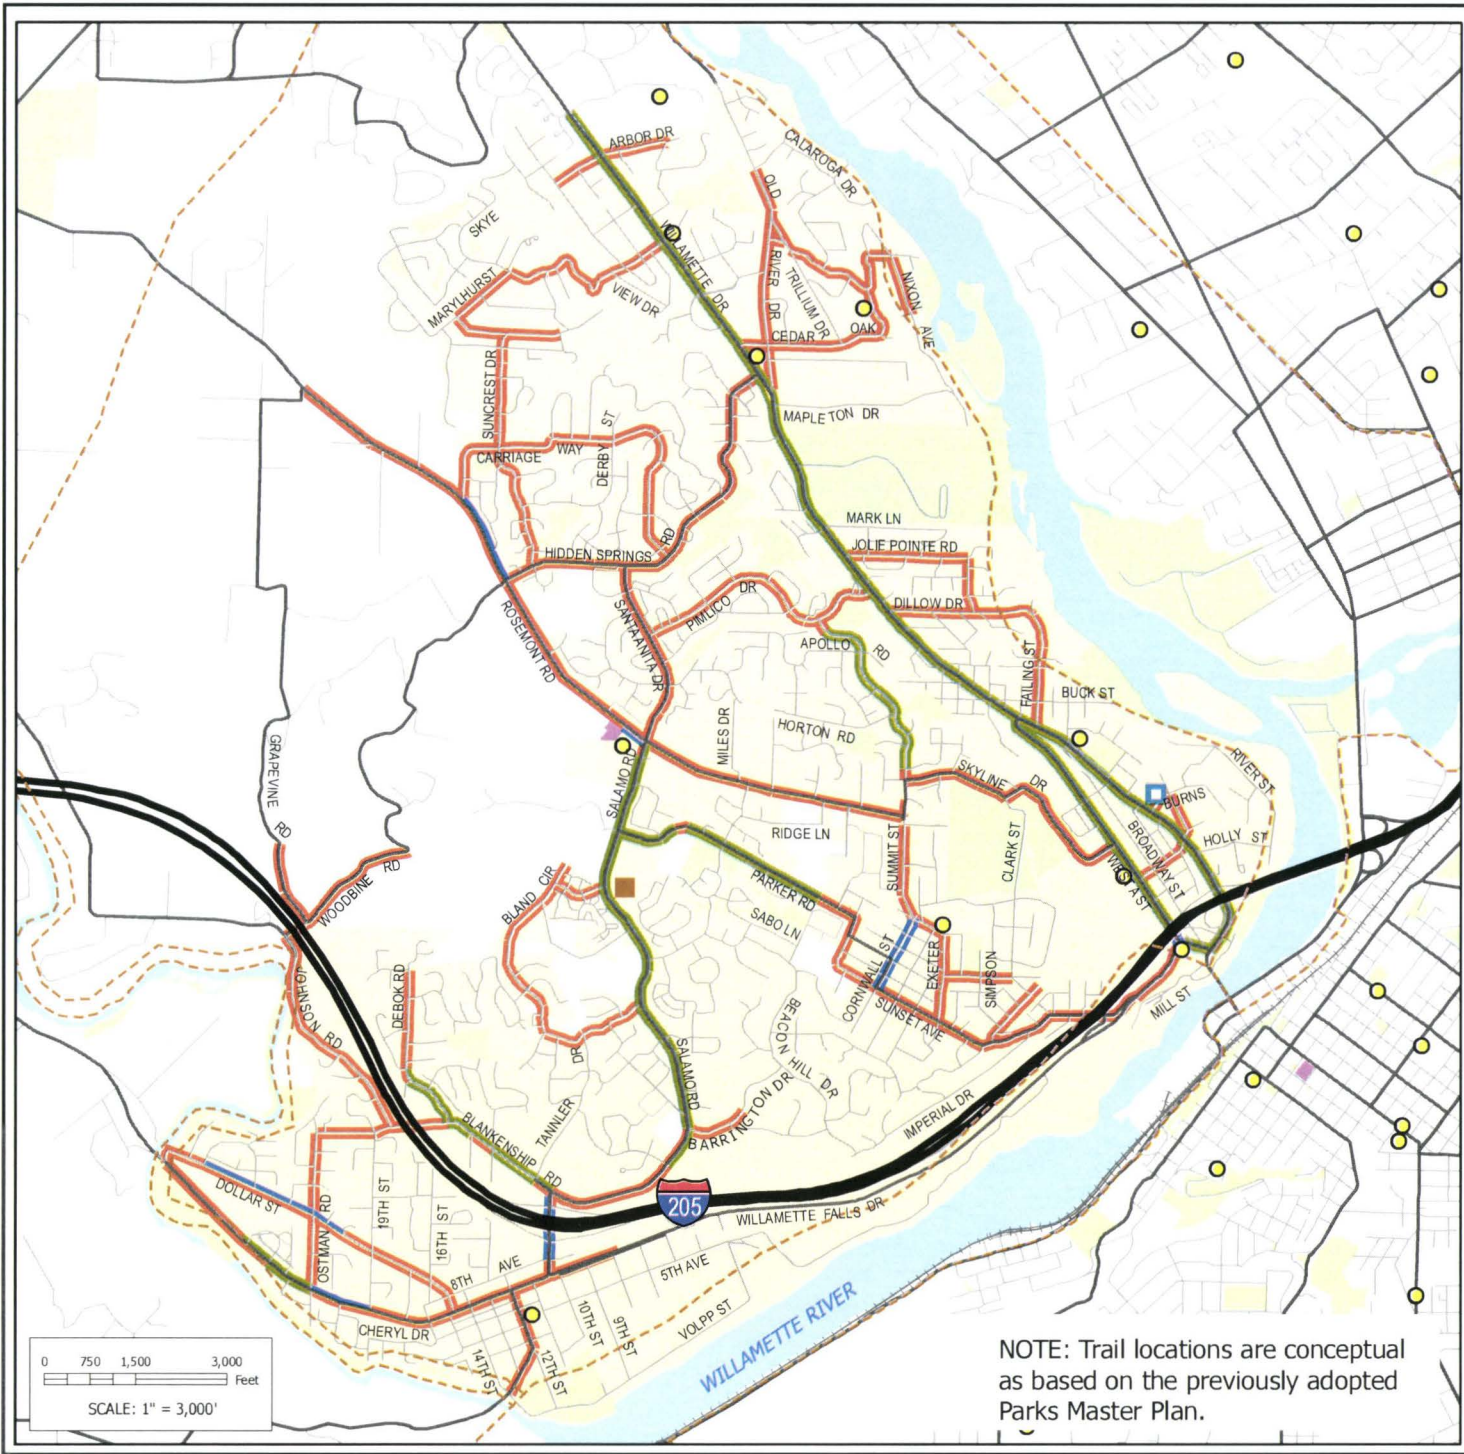 ARBOR DR
CALAROGA DR
OLD
SKYE
WILLAMETTE DR
RIVER DR
TRILLIUM DR
NIXON AVE
MARYLHURST
VIEW DR
CEDAR OAK
SUNCREST DR
MAPLETON DR
DERBY ST
CARRIAGE WAY
MARK LN
JOLIE POINTE RD
HIDDEN SPRINGS RD
ROSEMONT RD
SANTA ANITA DR
PIMLICO DR
DILLOW DR
APOLLO RD
FAILING ST
BUCK ST
MILES DR
HORTON RD
GRAPEVINE RD
SALAMO RD
SKYLINE DR
RIVER ST
BURNS
RIDGE LN
BROADWAY ST
HOLLY ST
SUMMIT ST
CLARK ST
WEST A ST
WOODBINE RD
BLAND CIR
PARKER RD
SABO LN
CORNWALL ST
EXETER
SIMPSON
DEBOK RD
JOHNSON RD
SUNSET AVE
MILL ST
BEACON HILL DR
DR
SALAMO RD
TANNLER
BARRINGTON DR
IMPERIAL DR
BLANKENSHIP RD
DOLLAR ST
OSTMAN RD
19TH ST
16TH ST
205
WILLAMETTE FALLS DR
8TH AVE
5TH AVE
10TH ST
9TH ST
VOLPP ST
CHERYL DR
14TH ST
12TH ST
WILLAMETTE RIVER
0 750 1,500 3,000
Feet
SCALE: 1" = 3,000'
NOTE: Trail locations are conceptual
as based on the previously adopted
Parks Master Plan.